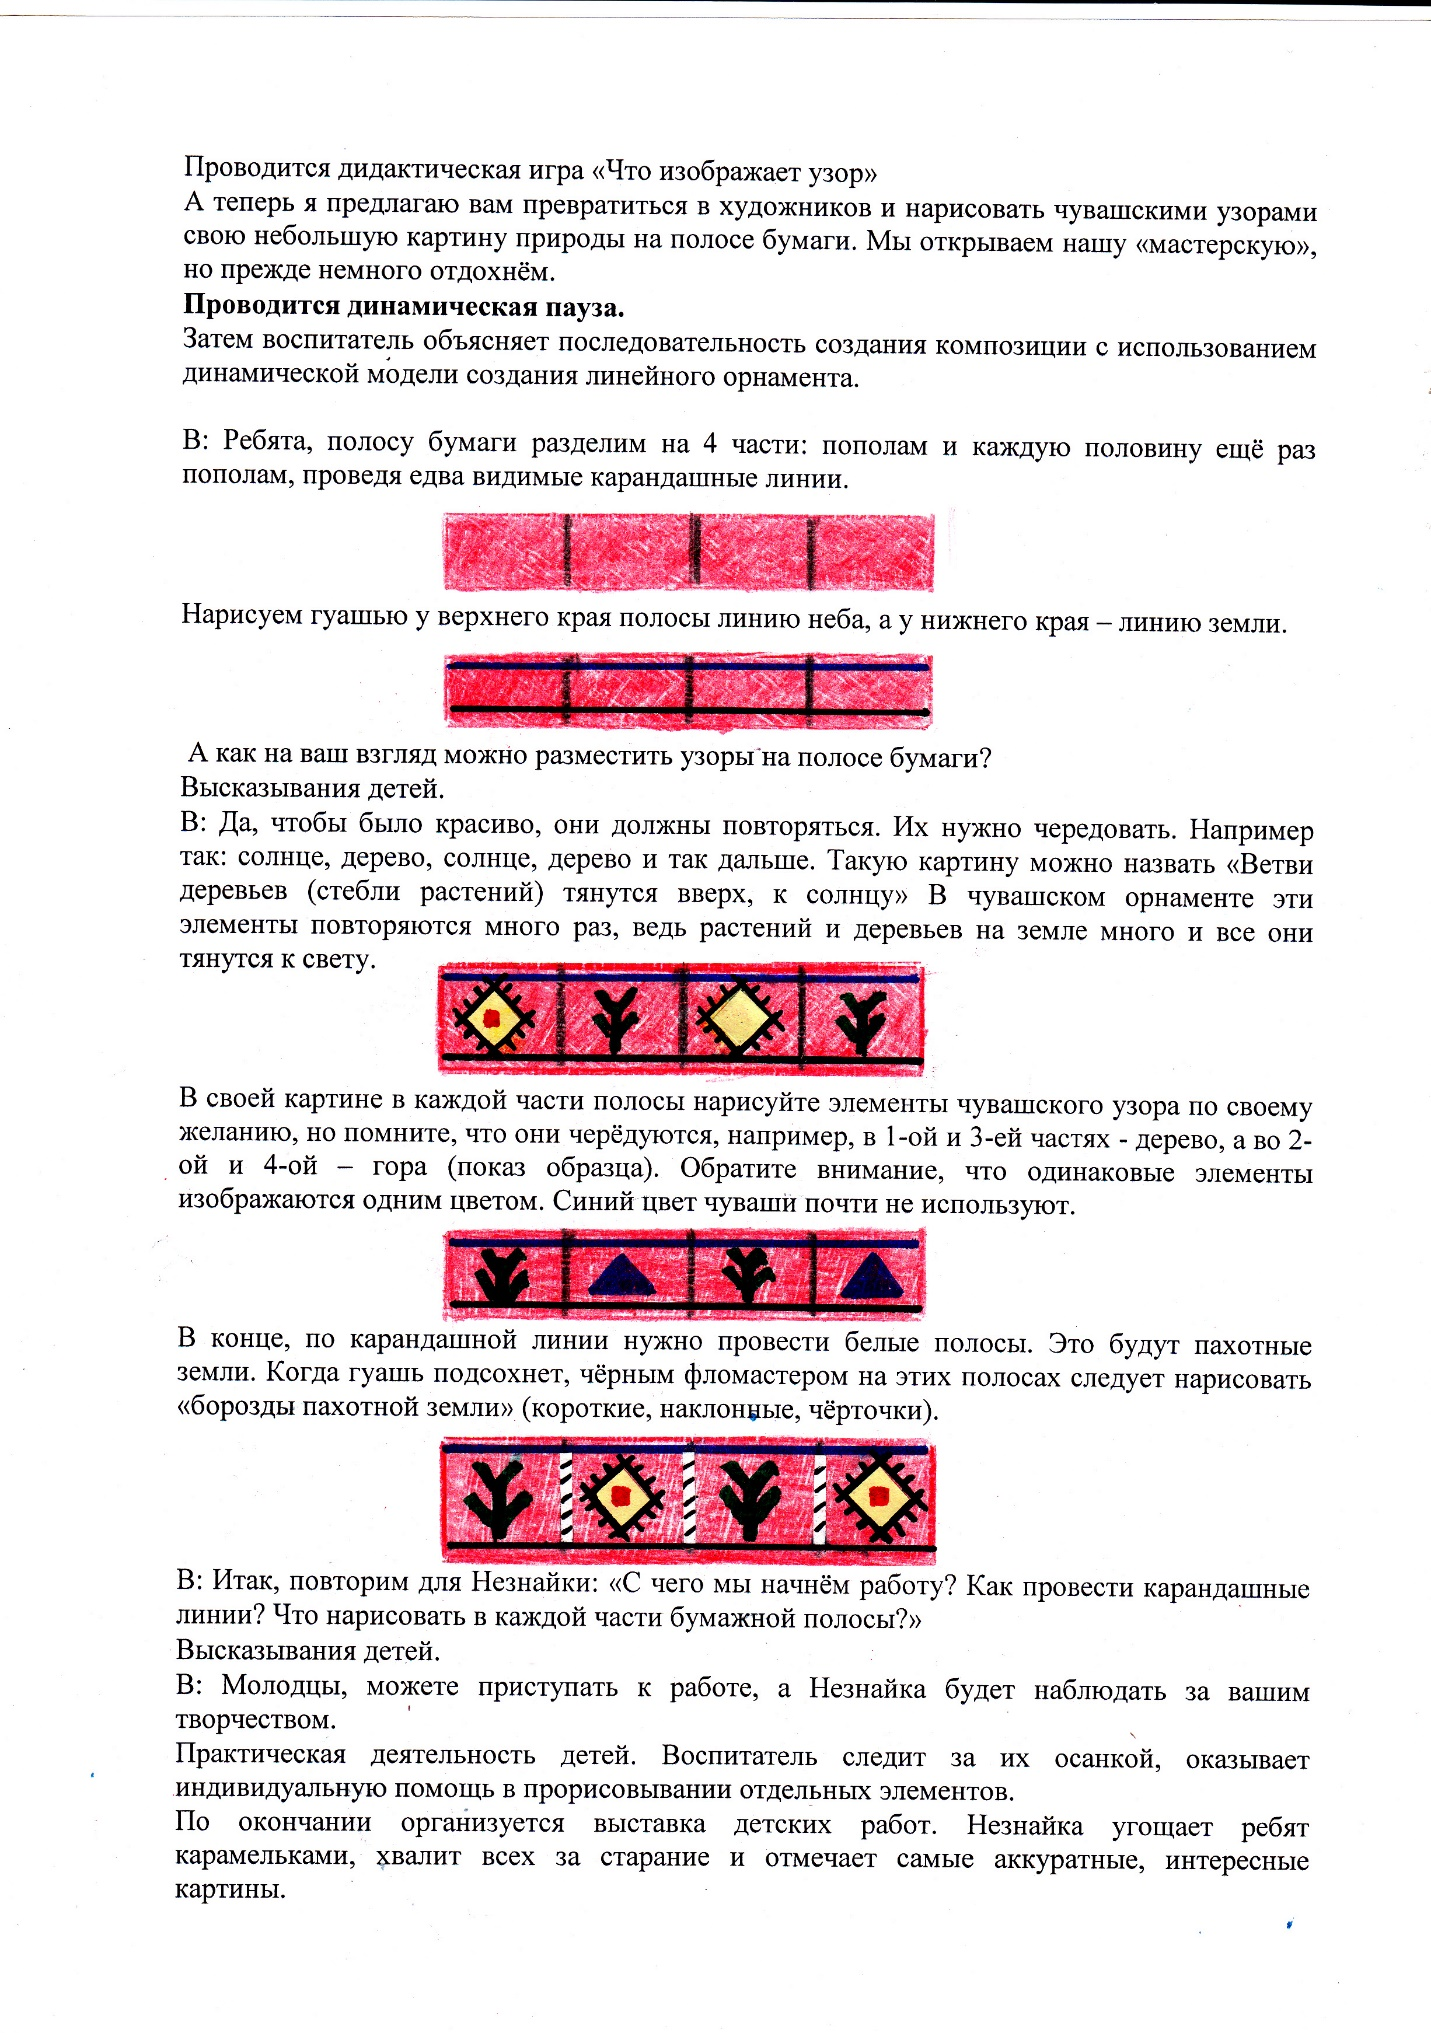 Проводится дидактическая игра «Что изображает узор»
А теперь я предлагаю вам превратиться в художников и нарисовать чувашскими узорами
свою небольшую картину природы на полосе бумаги. Мы открываем нашу «мастерскую»,
но прежде немного отдохнём.
Проводится динамическая пауза.
Затем воспитатель объясняет последовательность создания композиции с использованием
динамической модели создания линейного орнамента.
В: Ребята, полосу бумаги разделим на 4 части: пополам и каждую половину ещё раз
пополам, проведя едва видимые карандашные линии.
Нарисуем гуашью у верхнего края полосы линию неба, а у нижнего края – линию земли.
А как на ваш взгляд можно разместить узоры на полосе бумаги?
Высказывания детей.
В: Да, чтобы было красиво, они должны повторяться. Их нужно чередовать. Например
так: солнце, дерево, солнце, дерево и так дальше. Такую картину можно назвать «Ветви
деревьев (стебли растений) тянутся вверх, к солнцу» В чувашском орнаменте эти
элементы повторяются много раз, ведь растений и деревьев на земле много и все они
тянутся к свету.
В своей картине в каждой части полосы нарисуйте элементы чувашского узора по своему
желанию, но помните, что они черёдуются, например, в 1-ой и 3-ей частях - дерево, а во 2-
ой и 4-ой – гора (показ образца). Обратите внимание, что одинаковые элементы
изображаются одним цветом. Синий цвет чуваши почти не используют.
В конце, по карандашной линии нужно провести белые полосы. Это будут пахотные
земли. Когда гуашь подсохнет, чёрным фломастером на этих полосах следует нарисовать
«борозды пахотной земли» (короткие, наклонные, чёрточки).
В: Итак, повторим для Незнайки: «С чего мы начнём работу? Как провести карандашные
линии? Что нарисовать в каждой части бумажной полосы?»
Высказывания детей.
В: Молодцы, можете приступать к работе, а Незнайка будет наблюдать за вашим
творчеством.
Практическая деятельность детей. Воспитатель следит за их осанкой, оказывает
индивидуальную помощь в прорисовывании отдельных элементов.
По окончании организуется выставка детских работ. Незнайка угощает ребят
карамельками, хвалит всех за старание и отмечает самые аккуратные, интересные
картины.